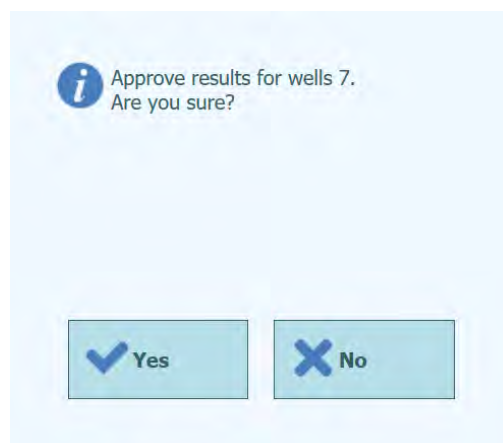 Approve results for wells 7.
Are you sure?
Yes
No